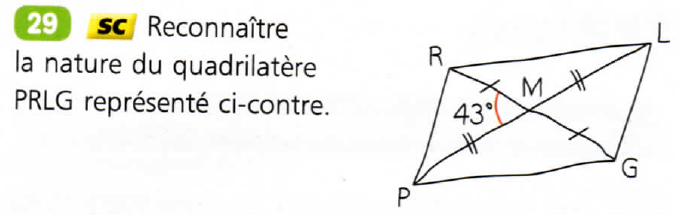 29 SC Reconnaître
la nature du quadrilatère
PRLG représenté ci-contre.
L
R
M
43°
G
P